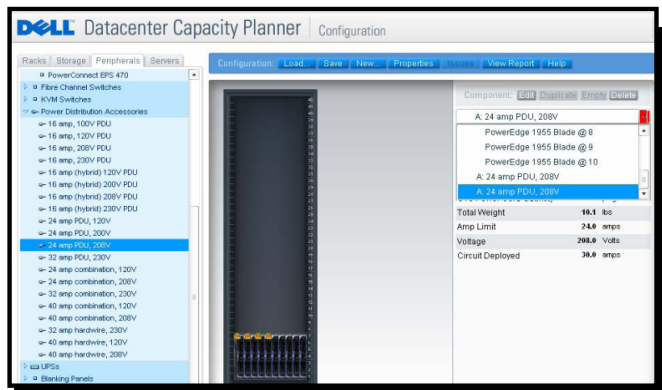 DELL Datacenter Capacity Planner Configuration
Racks Storage Peripherals Servers
Configuration: Load... Save New... Properties Issues View Report Help
PowerConnect EPS 470
Fibre Channel Switches
KVM Switches
Power Distribution Accessories
16 amp, 100V PDU
16 amp, 120V PDU
16 amp, 208V PDU
16 amp, 230V PDU
16 amp (hybrid) 120V PDU
16 amp (hybrid) 200V PDU
16 amp (hybrid) 208V PDU
16 amp (hybrid) 230V PDU
24 amp PDU, 120V
24 amp PDU, 200V
24 amp PDU, 208V
32 amp PDU, 230V
24 amp combination, 120V
24 amp combination, 208V
32 amp combination, 230V
40 amp combination, 120V
40 amp combination, 208V
32 amp hardwire, 230V
40 amp hardwire, 120V
40 amp hardwire, 208V
UPSs
Blanking Panels
Component: Edit Duplicate Empty Delete
A: 24 amp PDU, 208V
PowerEdge 1955 Blade @ 8
PowerEdge 1955 Blade @ 9
PowerEdge 1955 Blade @ 10
A: 24 amp PDU, 208V
A: 24 amp PDU, 208V
Total Weight 10.1 lbs
Amp Limit 24.0 amps
Voltage 208.0 Volts
Circuit Deployed 30.0 amps